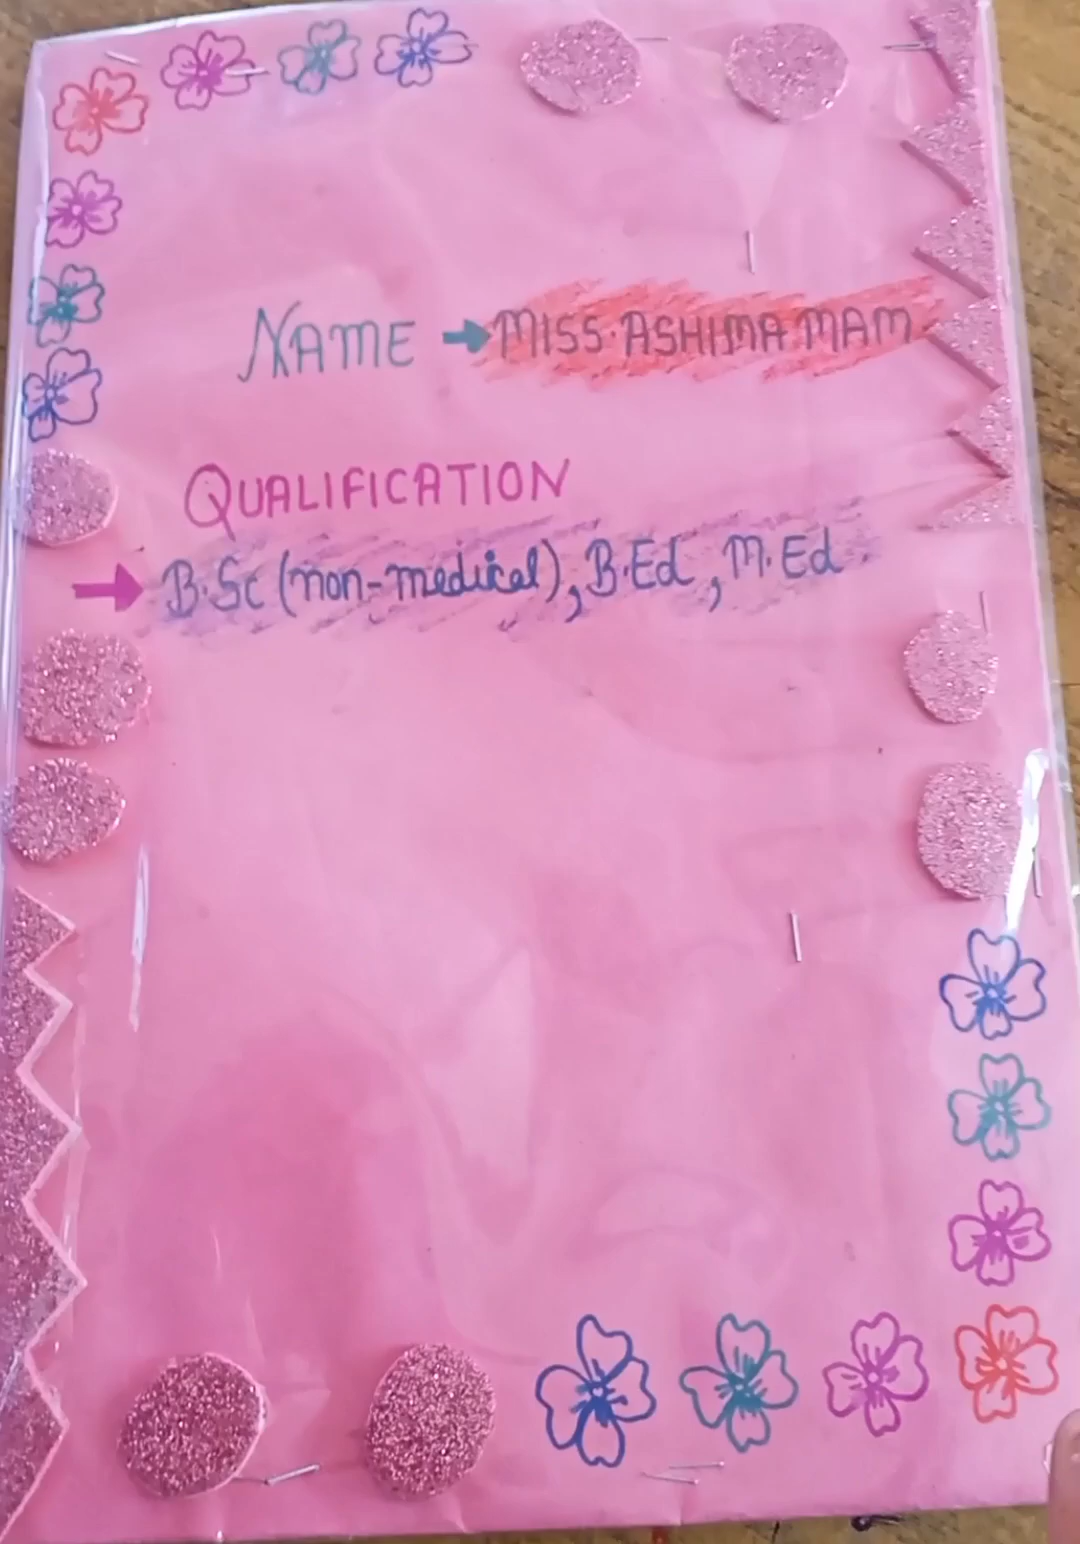 NAME → MISS.ASHIMA MAM
QUALIFICATION
→ B.Sc (non-medical), B.Ed, M.Ed.